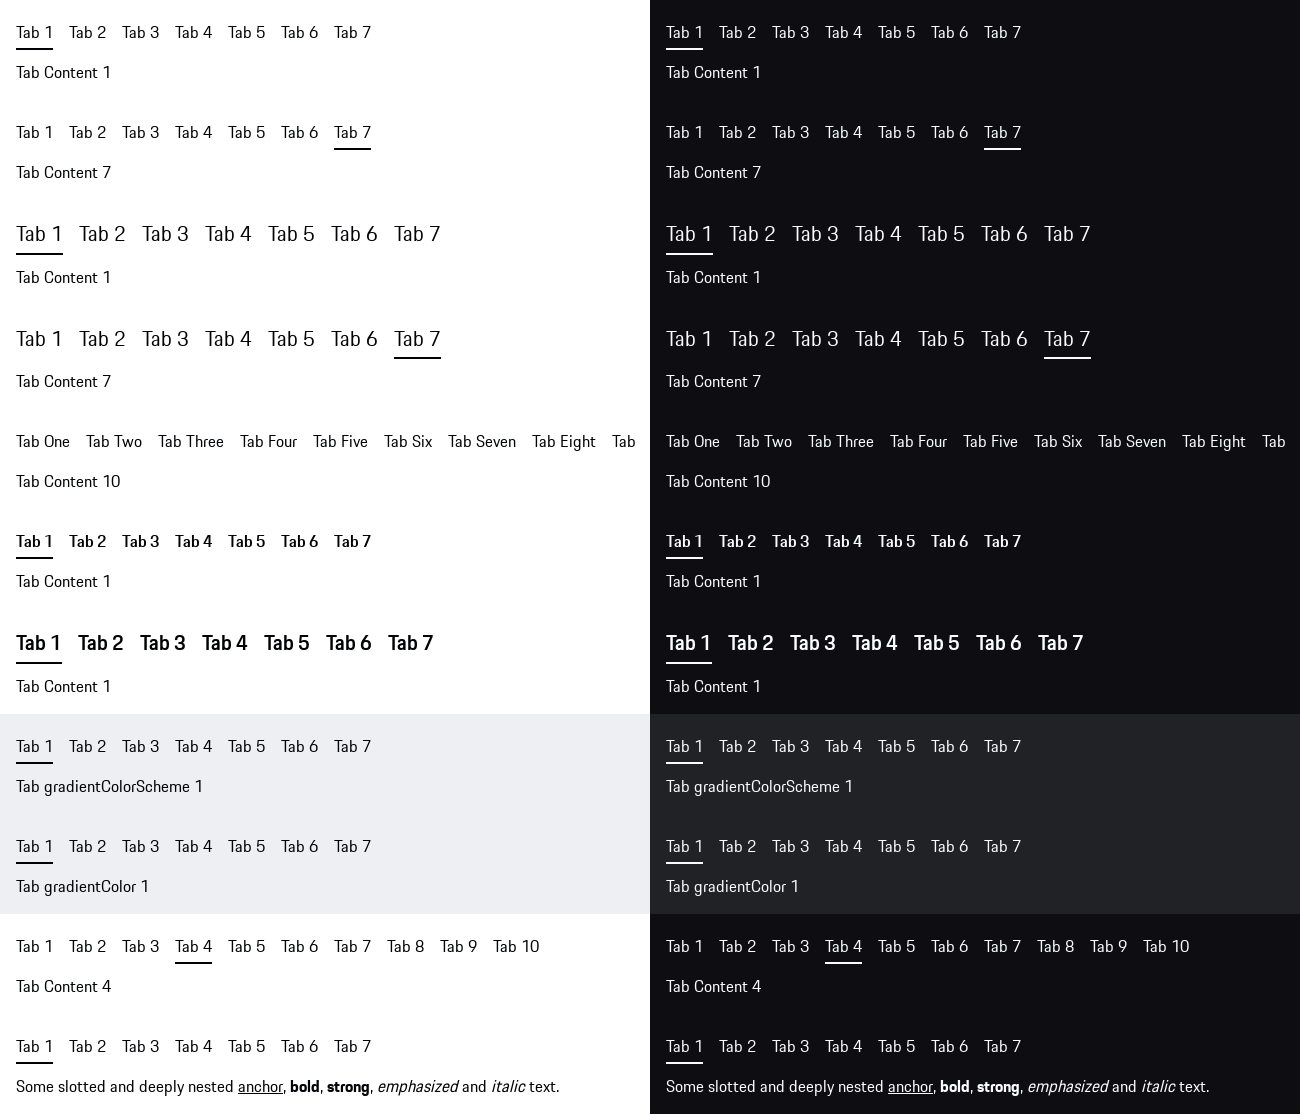 Tab 1 Tab 2 Tab 3 Tab 4 Tab 5 Tab 6 Tab 7
Tab Content 1
Tab 1 Tab 2 Tab 3 Tab 4 Tab 5 Tab 6 Tab 7
Tab Content 7
Tab 1 Tab 2 Tab 3 Tab 4 Tab 5 Tab 6 Tab 7
Tab Content 1
Tab 1 Tab 2 Tab 3 Tab 4 Tab 5 Tab 6 Tab 7
Tab Content 7
Tab One Tab Two Tab Three Tab Four Tab Five Tab Six Tab Seven Tab Eight Tab
Tab Content 10
Tab 1 Tab 2 Tab 3 Tab 4 Tab 5 Tab 6 Tab 7
Tab Content 1
Tab 1 Tab 2 Tab 3 Tab 4 Tab 5 Tab 6 Tab 7
Tab Content 1
Tab 1 Tab 2 Tab 3 Tab 4 Tab 5 Tab 6 Tab 7
Tab gradientColorScheme 1
Tab 1 Tab 2 Tab 3 Tab 4 Tab 5 Tab 6 Tab 7
Tab gradientColor 1
Tab 1 Tab 2 Tab 3 Tab 4 Tab 5 Tab 6 Tab 7 Tab 8 Tab 9 Tab 10
Tab Content 4
Tab 1 Tab 2 Tab 3 Tab 4 Tab 5 Tab 6 Tab 7
Some slotted and deeply nested anchor, bold, strong, emphasized and italic text.
Tab 1 Tab 2 Tab 3 Tab 4 Tab 5 Tab 6 Tab 7
Tab Content 1
Tab 1 Tab 2 Tab 3 Tab 4 Tab 5 Tab 6 Tab 7
Tab Content 7
Tab 1 Tab 2 Tab 3 Tab 4 Tab 5 Tab 6 Tab 7
Tab Content 1
Tab 1 Tab 2 Tab 3 Tab 4 Tab 5 Tab 6 Tab 7
Tab Content 7
Tab One Tab Two Tab Three Tab Four Tab Five Tab Six Tab Seven Tab Eight Tab
Tab Content 10
Tab 1 Tab 2 Tab 3 Tab 4 Tab 5 Tab 6 Tab 7
Tab Content 1
Tab 1 Tab 2 Tab 3 Tab 4 Tab 5 Tab 6 Tab 7
Tab Content 1
Tab 1 Tab 2 Tab 3 Tab 4 Tab 5 Tab 6 Tab 7
Tab gradientColorScheme 1
Tab 1 Tab 2 Tab 3 Tab 4 Tab 5 Tab 6 Tab 7
Tab gradientColor 1
Tab 1 Tab 2 Tab 3 Tab 4 Tab 5 Tab 6 Tab 7 Tab 8 Tab 9 Tab 10
Tab Content 4
Tab 1 Tab 2 Tab 3 Tab 4 Tab 5 Tab 6 Tab 7
Some slotted and deeply nested anchor, bold, strong, emphasized and italic text.